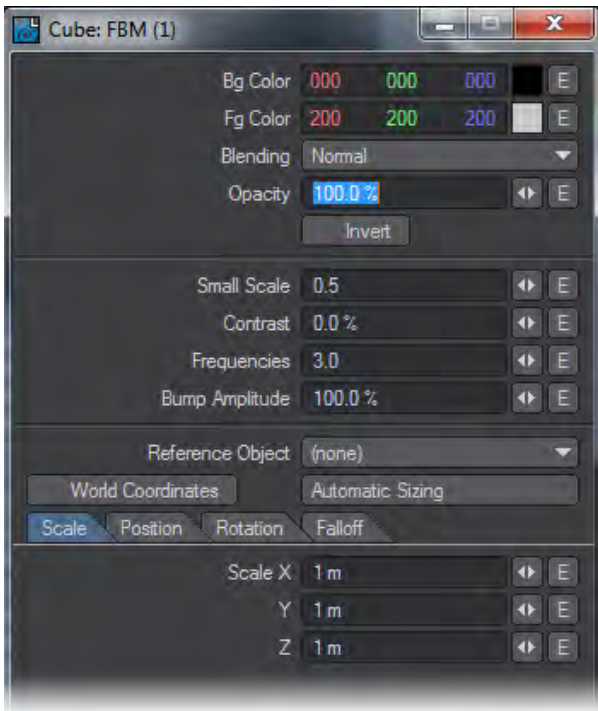 Cube: FBM (1)
Bg Color 000 000 000 E
Fg Color 200 200 200 E
Blending Normal
Opacity 100.0 % E
Invert
Small Scale 0.5 E
Contrast 0.0 % E
Frequencies 3.0 E
Bump Amplitude 100.0 % E
Reference Object (none)
World Coordinates Automatic Sizing
Scale Position Rotation Falloff
Scale X 1 m E
Y 1 m E
Z 1 m E